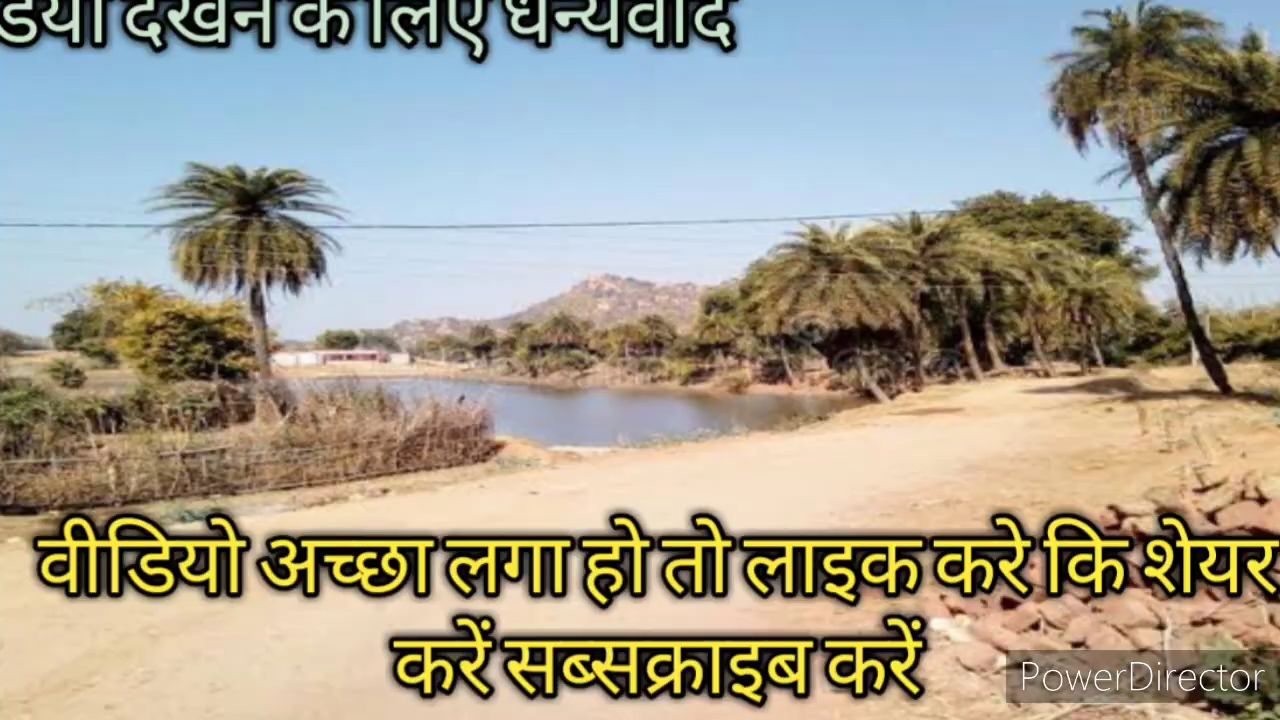 देखने के लिए धन्यवाद
वीडियो अच्छा लगा हो तो लाइक करे कि शेयर
करें सब्सक्राइब करें
PowerDirector